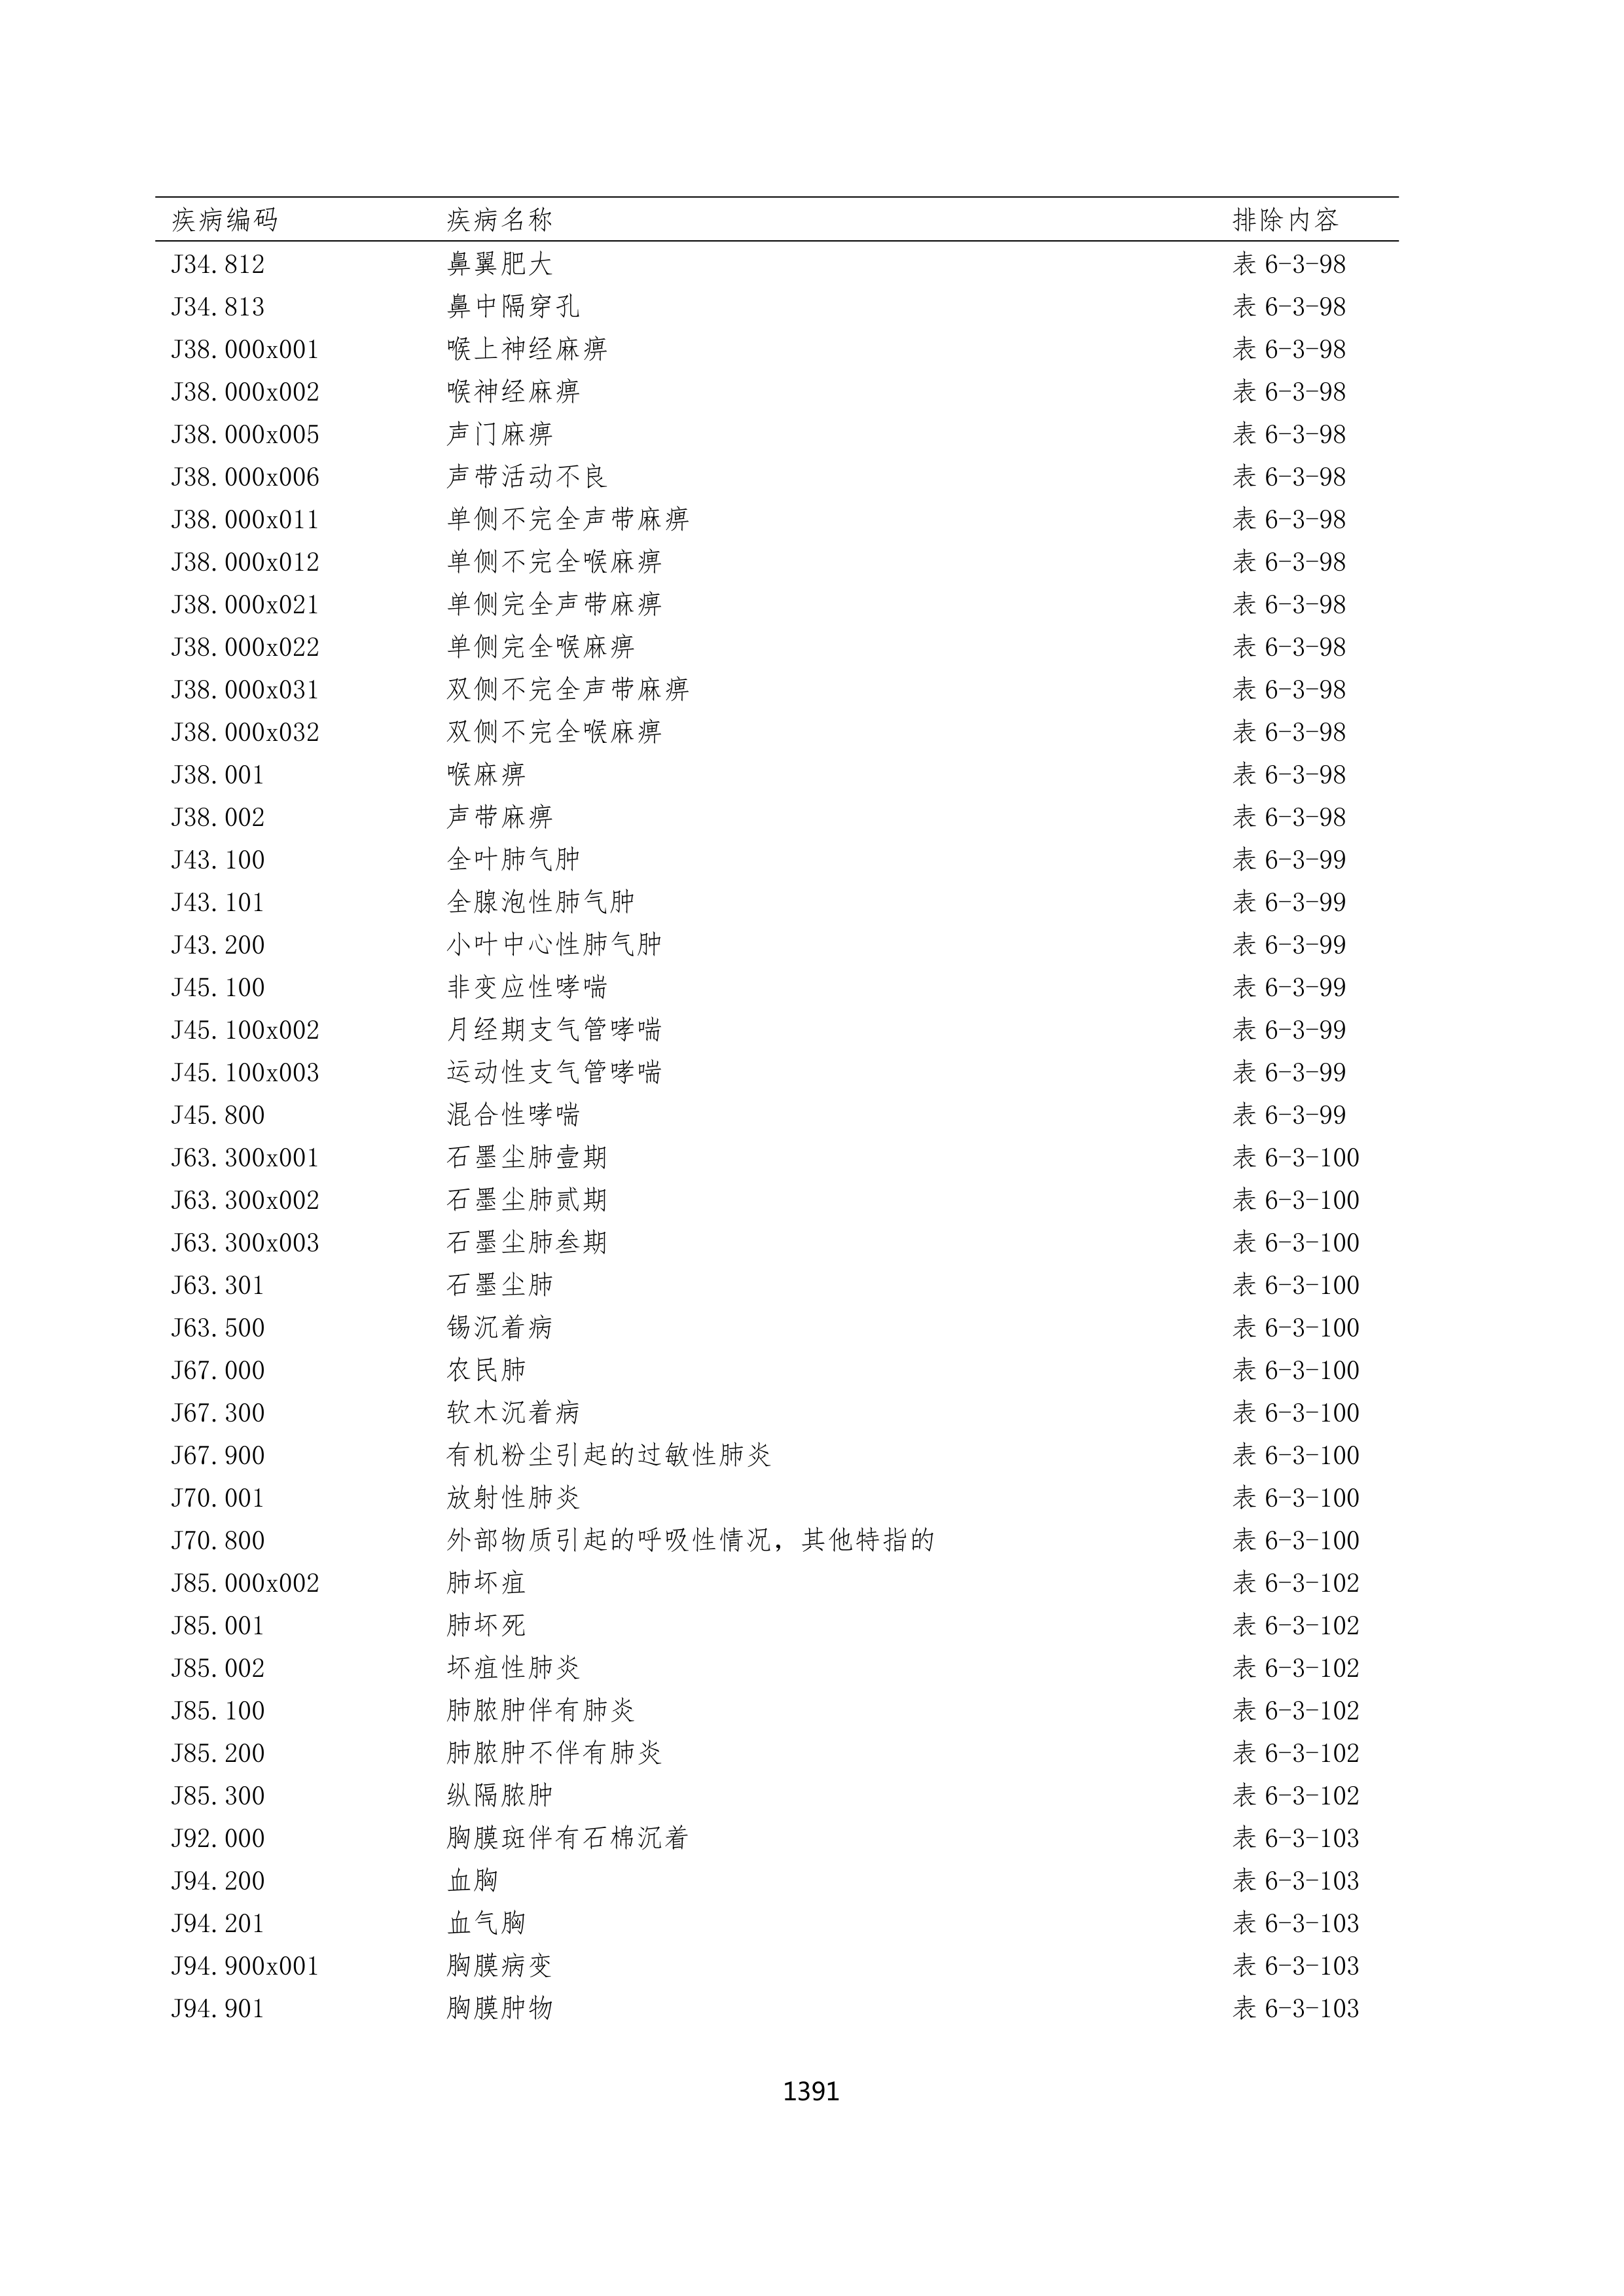 疾病编码 疾病名称 排除内容
J34.812 鼻翼肥大 表 6-3-98
J34.813 鼻中隔穿孔 表 6-3-98
J38.000x001 喉上神经麻痹 表 6-3-98
J38.000x002 喉神经麻痹 表 6-3-98
J38.000x005 声门麻痹 表 6-3-98
J38.000x006 声带活动不良 表 6-3-98
J38.000x011 单侧不完全声带麻痹 表 6-3-98
J38.000x012 单侧不完全喉麻痹 表 6-3-98
J38.000x021 单侧完全声带麻痹 表 6-3-98
J38.000x022 单侧完全喉麻痹 表 6-3-98
J38.000x031 双侧不完全声带麻痹 表 6-3-98
J38.000x032 双侧不完全喉麻痹 表 6-3-98
J38.001 喉麻痹 表 6-3-98
J38.002 声带麻痹 表 6-3-98
J43.100 全叶肺气肿 表 6-3-99
J43.101 全腺泡性肺气肿 表 6-3-99
J43.200 小叶中心性肺气肿 表 6-3-99
J45.100 非变应性哮喘 表 6-3-99
J45.100x002 月经期支气管哮喘 表 6-3-99
J45.100x003 运动性支气管哮喘 表 6-3-99
J45.800 混合性哮喘 表 6-3-99
J63.300x001 石墨尘肺壹期 表 6-3-100
J63.300x002 石墨尘肺贰期 表 6-3-100
J63.300x003 石墨尘肺叁期 表 6-3-100
J63.301 石墨尘肺 表 6-3-100
J63.500 锡沉着病 表 6-3-100
J67.000 农民肺 表 6-3-100
J67.300 软木沉着病 表 6-3-100
J67.900 有机粉尘引起的过敏性肺炎 表 6-3-100
J70.001 放射性肺炎 表 6-3-100
J70.800 外部物质引起的呼吸性情况，其他特指的 表 6-3-100
J85.000x002 肺坏疽 表 6-3-102
J85.001 肺坏死 表 6-3-102
J85.002 坏疽性肺炎 表 6-3-102
J85.100 肺脓肿伴有肺炎 表 6-3-102
J85.200 肺脓肿不伴有肺炎 表 6-3-102
J85.300 纵隔脓肿 表 6-3-102
J92.000 胸膜斑伴有石棉沉着 表 6-3-103
J94.200 血胸 表 6-3-103
J94.201 血气胸 表 6-3-103
J94.900x001 胸膜病变 表 6-3-103
J94.901 胸膜肿物 表 6-3-103
1391